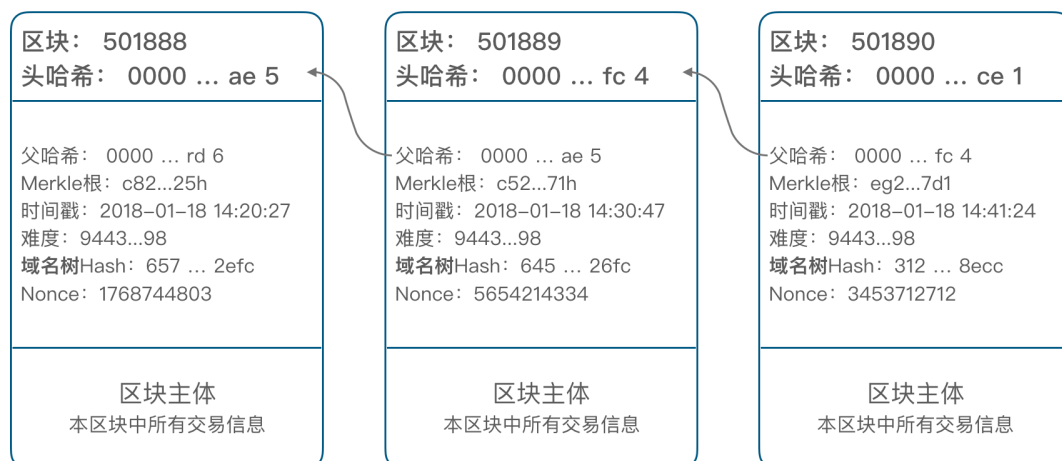 区块： 501888
头哈希： 0000 ... ae 5
父哈希： 0000 ... rd 6
Merkle根：c82...25h
时间戳：2018-01-18 14:20:27
难度：9443...98
域名树Hash：657 ... 2efc
Nonce：1768744803
区块主体
本区块中所有交易信息
区块： 501889
头哈希： 0000 ... fc 4
父哈希： 0000 ... ae 5
Merkle根：c52...71h
时间戳：2018-01-18 14:30:47
难度：9443...98
域名树Hash：645 ... 26fc
Nonce：5654214334
区块主体
本区块中所有交易信息
区块： 501890
头哈希： 0000 ... ce 1
父哈希： 0000 ... fc 4
Merkle根：eg2...7d1
时间戳：2018-01-18 14:41:24
难度：9443...98
域名树Hash：312 ... 8ecc
Nonce：3453712712
区块主体
本区块中所有交易信息